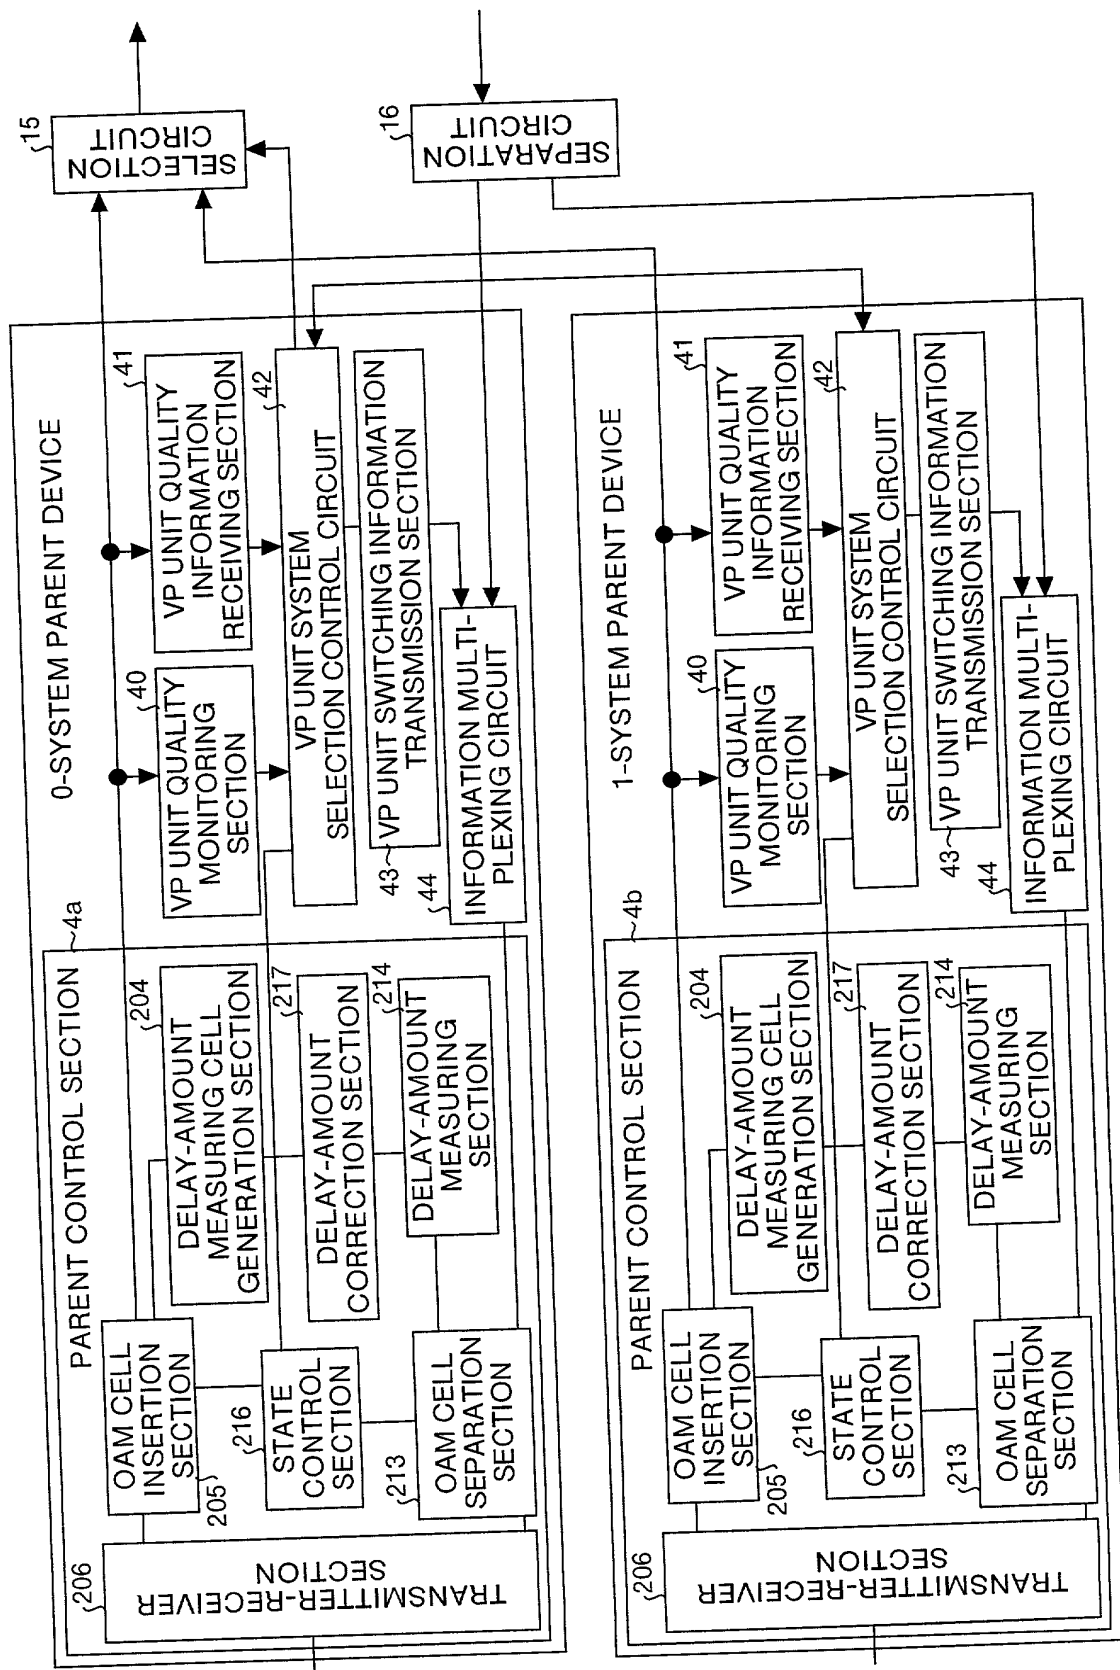 0-SYSTEM PARENT DEVICE
PARENT CONTROL SECTION
4a
206
TRANSMITTER-RECEIVER
SECTION
OAM CELL
INSERTION
SECTION
205
216
STATE
CONTROL
SECTION
213
OAM CELL
SEPARATION
SECTION
204
DELAY-AMOUNT
MEASURING CELL
GENERATION SECTION
217
DELAY-AMOUNT
CORRECTION SECTION
214
DELAY-AMOUNT
MEASURING
SECTION
40
VP UNIT QUALITY
MONITORING
SECTION
41
VP UNIT QUALITY
INFORMATION
RECEIVING SECTION
42
VP UNIT SYSTEM
SELECTION CONTROL CIRCUIT
43
VP UNIT SWITCHING INFORMATION
TRANSMISSION SECTION
44
INFORMATION MULTI-
PLEXING CIRCUIT
15
SELECTION
CIRCUIT
16
SEPARATION
CIRCUIT
1-SYSTEM PARENT DEVICE
PARENT CONTROL SECTION
4b
206
TRANSMITTER-RECEIVER
SECTION
OAM CELL
INSERTION
SECTION
205
216
STATE
CONTROL
SECTION
213
OAM CELL
SEPARATION
SECTION
204
DELAY-AMOUNT
MEASURING CELL
GENERATION SECTION
217
DELAY-AMOUNT
CORRECTION SECTION
214
DELAY-AMOUNT
MEASURING
SECTION
40
VP UNIT QUALITY
MONITORING
SECTION
41
VP UNIT QUALITY
INFORMATION
RECEIVING SECTION
42
VP UNIT SYSTEM
SELECTION CONTROL CIRCUIT
43
VP UNIT SWITCHING INFORMATION
TRANSMISSION SECTION
44
INFORMATION MULTI-
PLEXING CIRCUIT